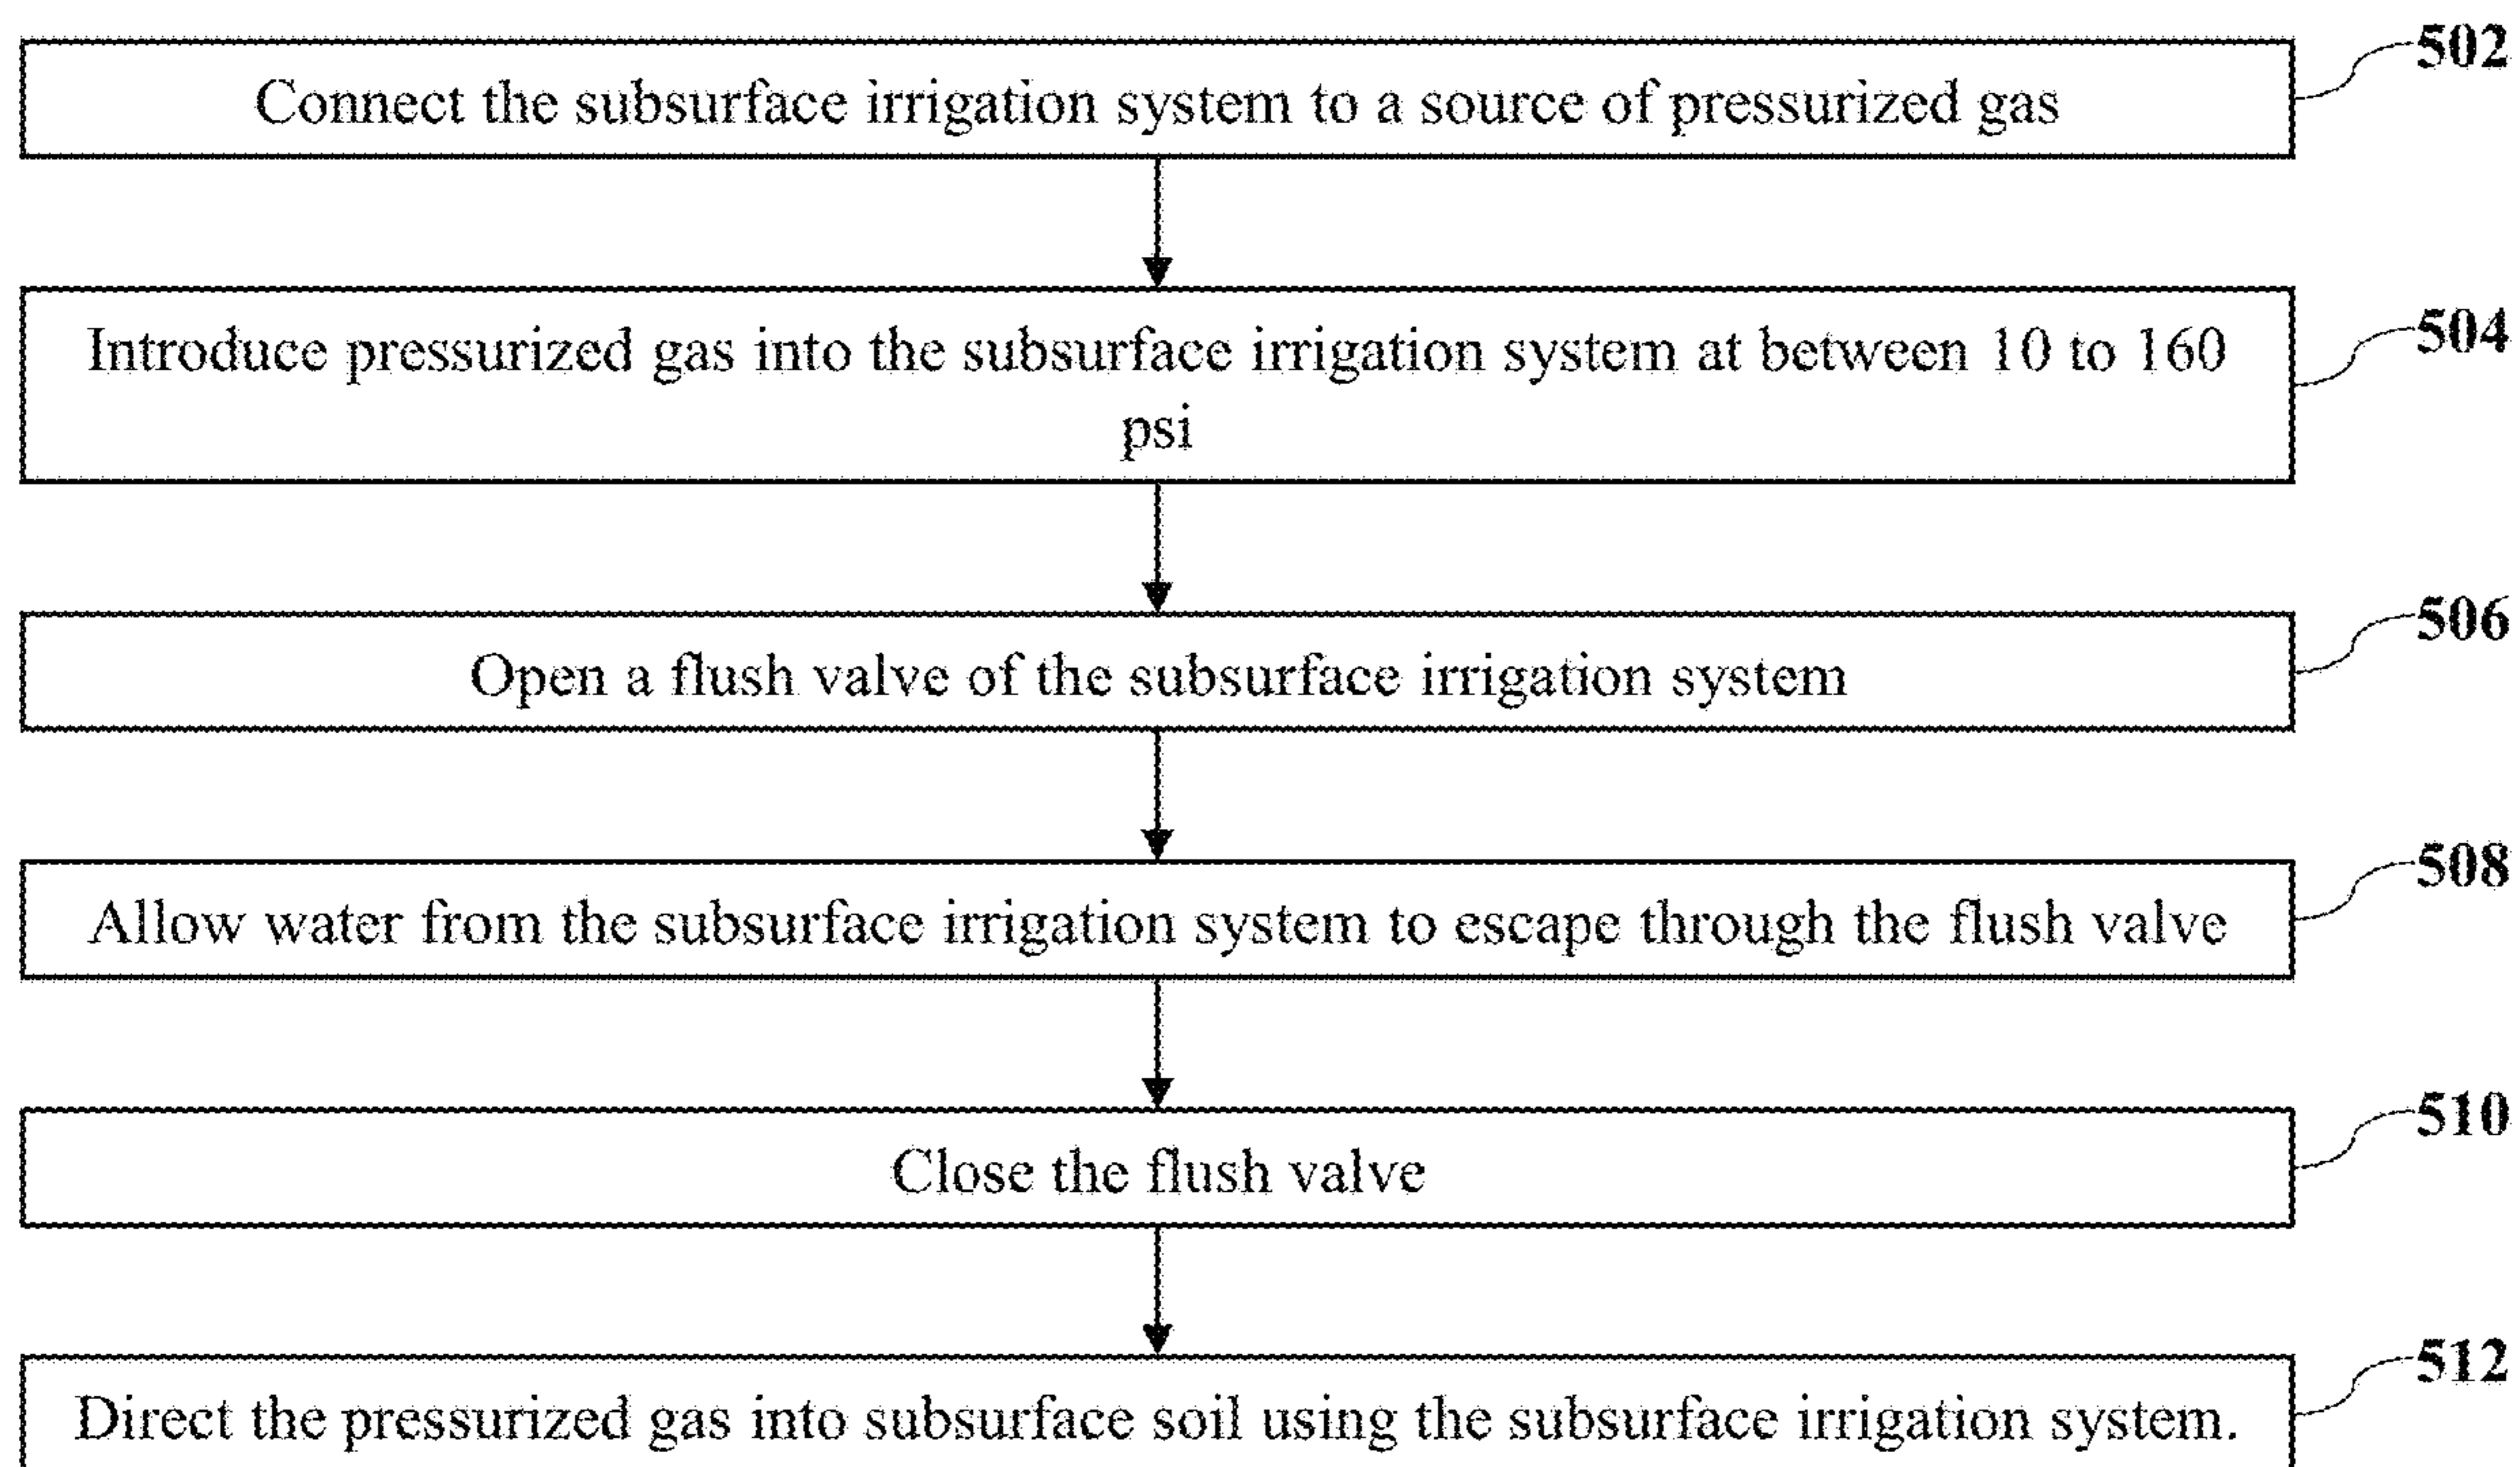 502
Connect the subsurface irrigation system to a source of pressurized gas
504
Introduce pressurized gas into the subsurface irrigation system at between 10 to 160
psi
506
Open a flush valve of the subsurface irrigation system
508
Allow water from the subsurface irrigation system to escape through the flush valve
510
Close the flush valve
512
Direct the pressurized gas into subsurface soil using the subsurface irrigation system.